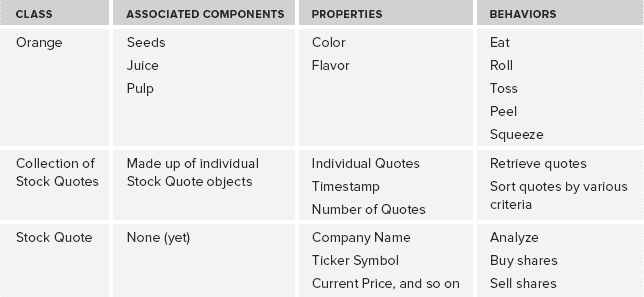 CLASS ASSOCIATED COMPONENTS PROPERTIES BEHAVIORS
Orange Seeds Color Eat
Juice Flavor Roll
Pulp Toss
Peel
Squeeze
Collection of Made up of individual Individual Quotes Retrieve quotes
Stock Quotes Stock Quote objects Timestamp Sort quotes by various
Number of Quotes criteria
Stock Quote None (yet) Company Name Analyze
Ticker Symbol Buy shares
Current Price, and so on Sell shares